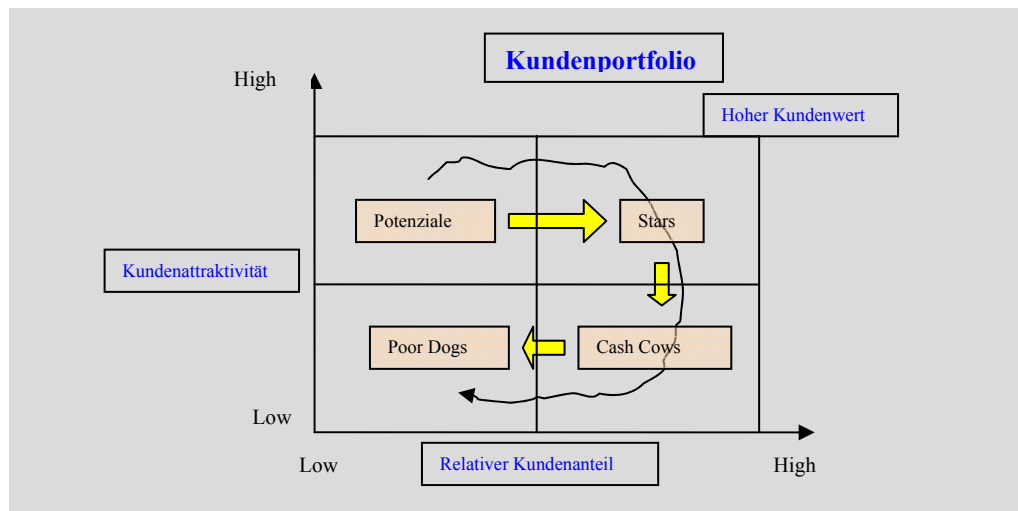 Kundenportfolio
High
Hoher Kundenwert
Potenziale
Stars
Kundenattraktivität
Poor Dogs
Cash Cows
Low
Low
Relativer Kundenanteil
High